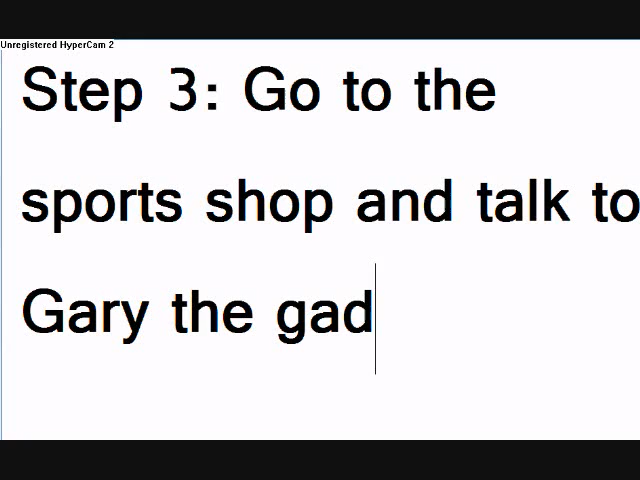 Unregistered HyperCam 2
Step 3: Go to the
sports shop and talk to
Gary the gad